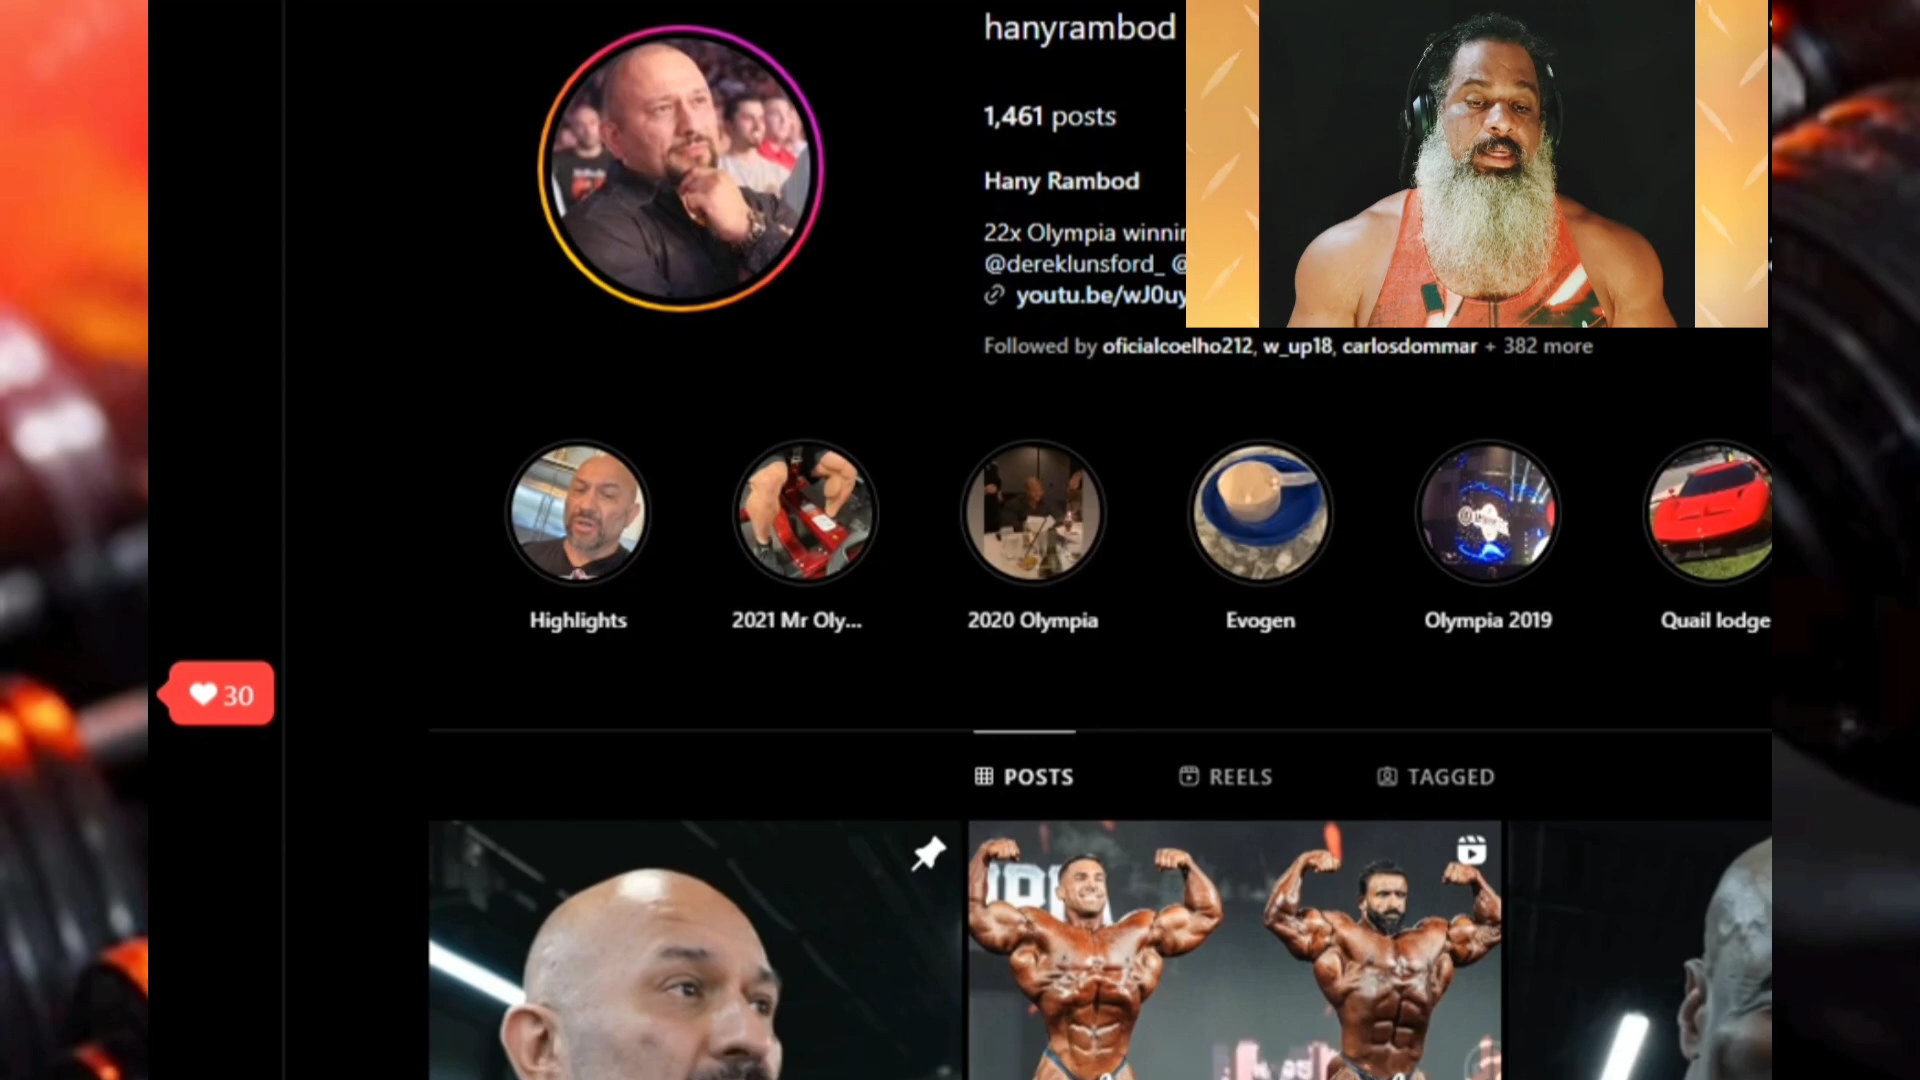 hanyrambod
1,461 posts
Hany Rambod
22x Olympia winnin
@dereklunsford_ @
youtu.be/wJ0uy
Followed by oficialcoelho212, w_up18, carlosdommar + 382 more
Highlights
2021 Mr Oly...
2020 Olympia
Evogen
Olympia 2019
Quail lodge
30
POSTS
REELS
TAGGED